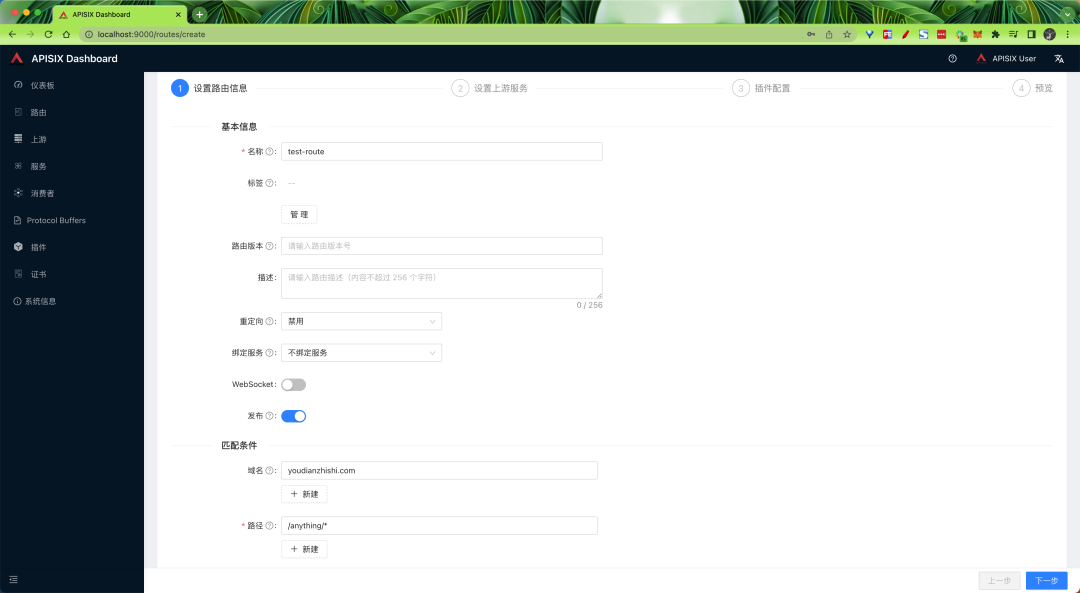 APISIX Dashboard
localhost:9000/routes/create
APISIX Dashboard
APISIX User
仪表板
路由
上游
服务
消费者
Protocol Buffers
插件
证书
系统信息
1 设置路由信息
2 设置上游服务
3 插件配置
4 预览
基本信息
* 名称 : test-route
标签 : --
管 理
路由版本 : 请输入路由版本号
描述: 请输入路由描述（内容不超过 256 个字符）
0 / 256
重定向 : 禁用
绑定服务 : 不绑定服务
WebSocket:
发布 :
匹配条件
域名 : youdianzhishi.com
+ 新建
* 路径 : /anything/*
+ 新建
上一步 下一步